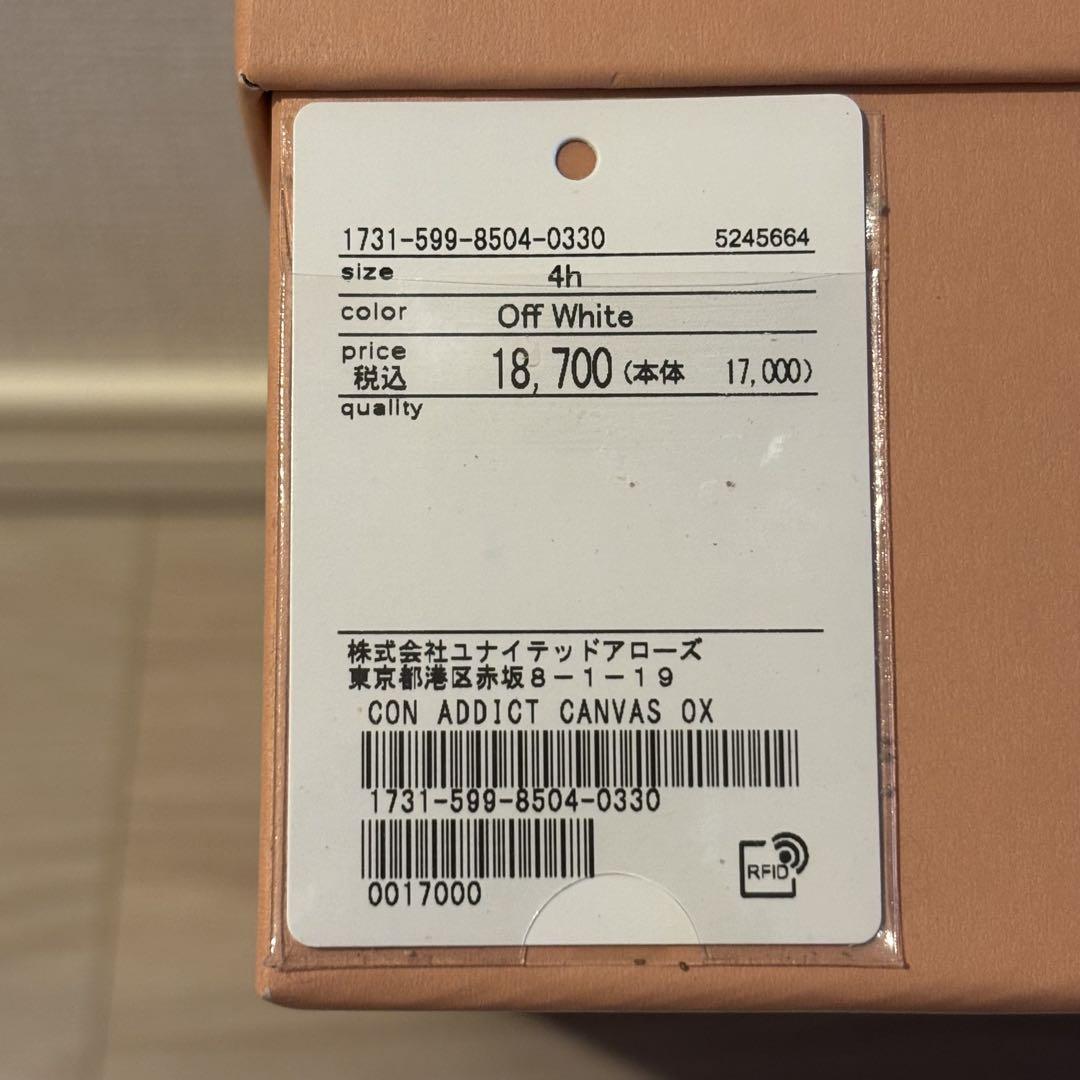 1731-599-8504-0330 5245664
size 4h
color Off White
price 税込 18,700 (本体 17,000)
quality
株式会社ユナイテッドアローズ
東京都港区赤坂8-1-19
CON ADDICT CANVAS OX
1731-599-8504-0330
0017000
RFID